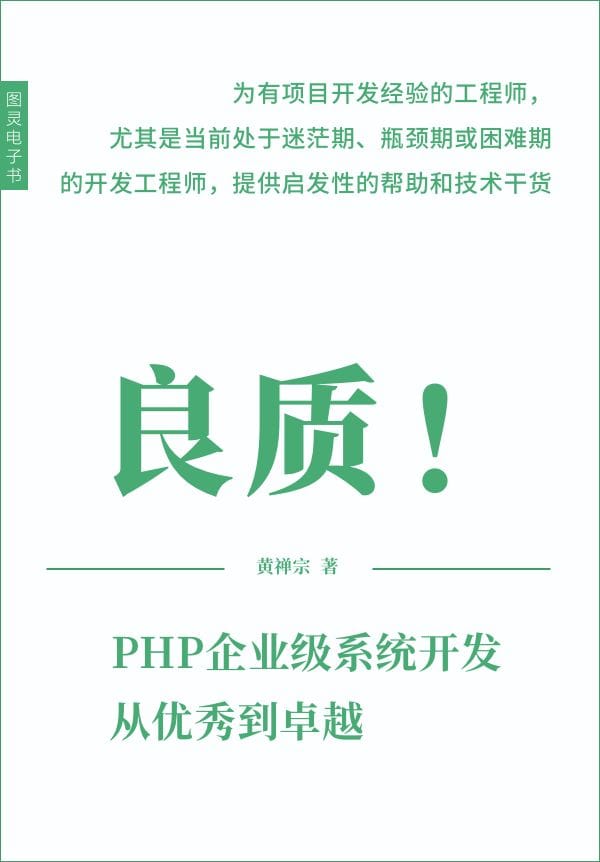 图灵电子书
为有项目开发经验的工程师，
尤其是当前处于迷茫期、瓶颈期或困难期
的开发工程师，提供启发性的帮助和技术干货
良质！
黄禅宗 著
PHP企业级系统开发
从优秀到卓越